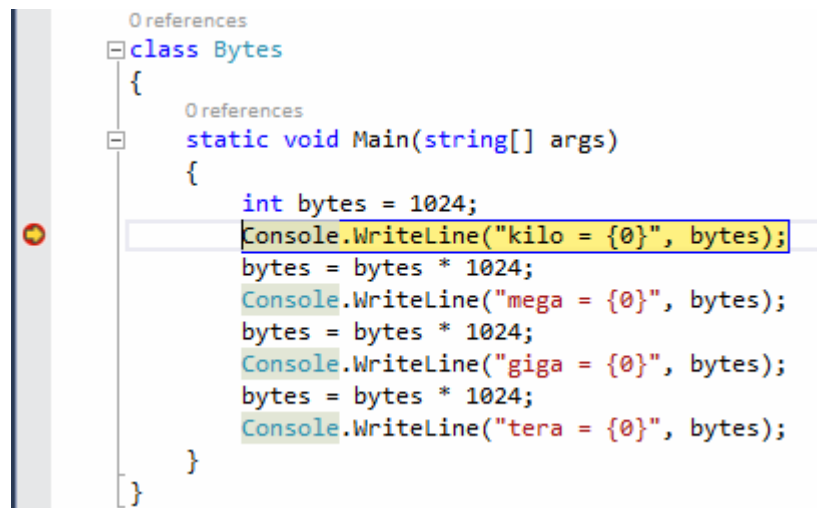 0 references
class Bytes
{
0 references
static void Main(string[] args)
{
int bytes = 1024;
Console.WriteLine("kilo = {0}", bytes);
bytes = bytes * 1024;
Console.WriteLine("mega = {0}", bytes);
bytes = bytes * 1024;
Console.WriteLine("giga = {0}", bytes);
bytes = bytes * 1024;
Console.WriteLine("tera = {0}", bytes);
}
}